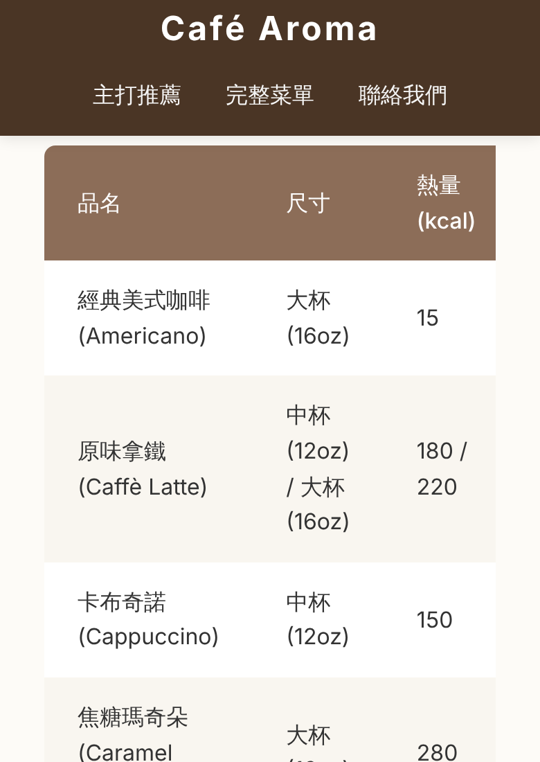 Café Aroma
主打推薦 完整菜單 聯絡我們
品名 尺寸 熱量
(kcal)
經典美式咖啡
(Americano)
大杯
(16oz)
15
原味拿鐵
(Caffè Latte)
中杯
(12oz)
/ 大杯
(16oz)
180 /
220
卡布奇諾
(Cappuccino)
中杯
(12oz)
150
焦糖瑪奇朵
(Caramel
大杯
280